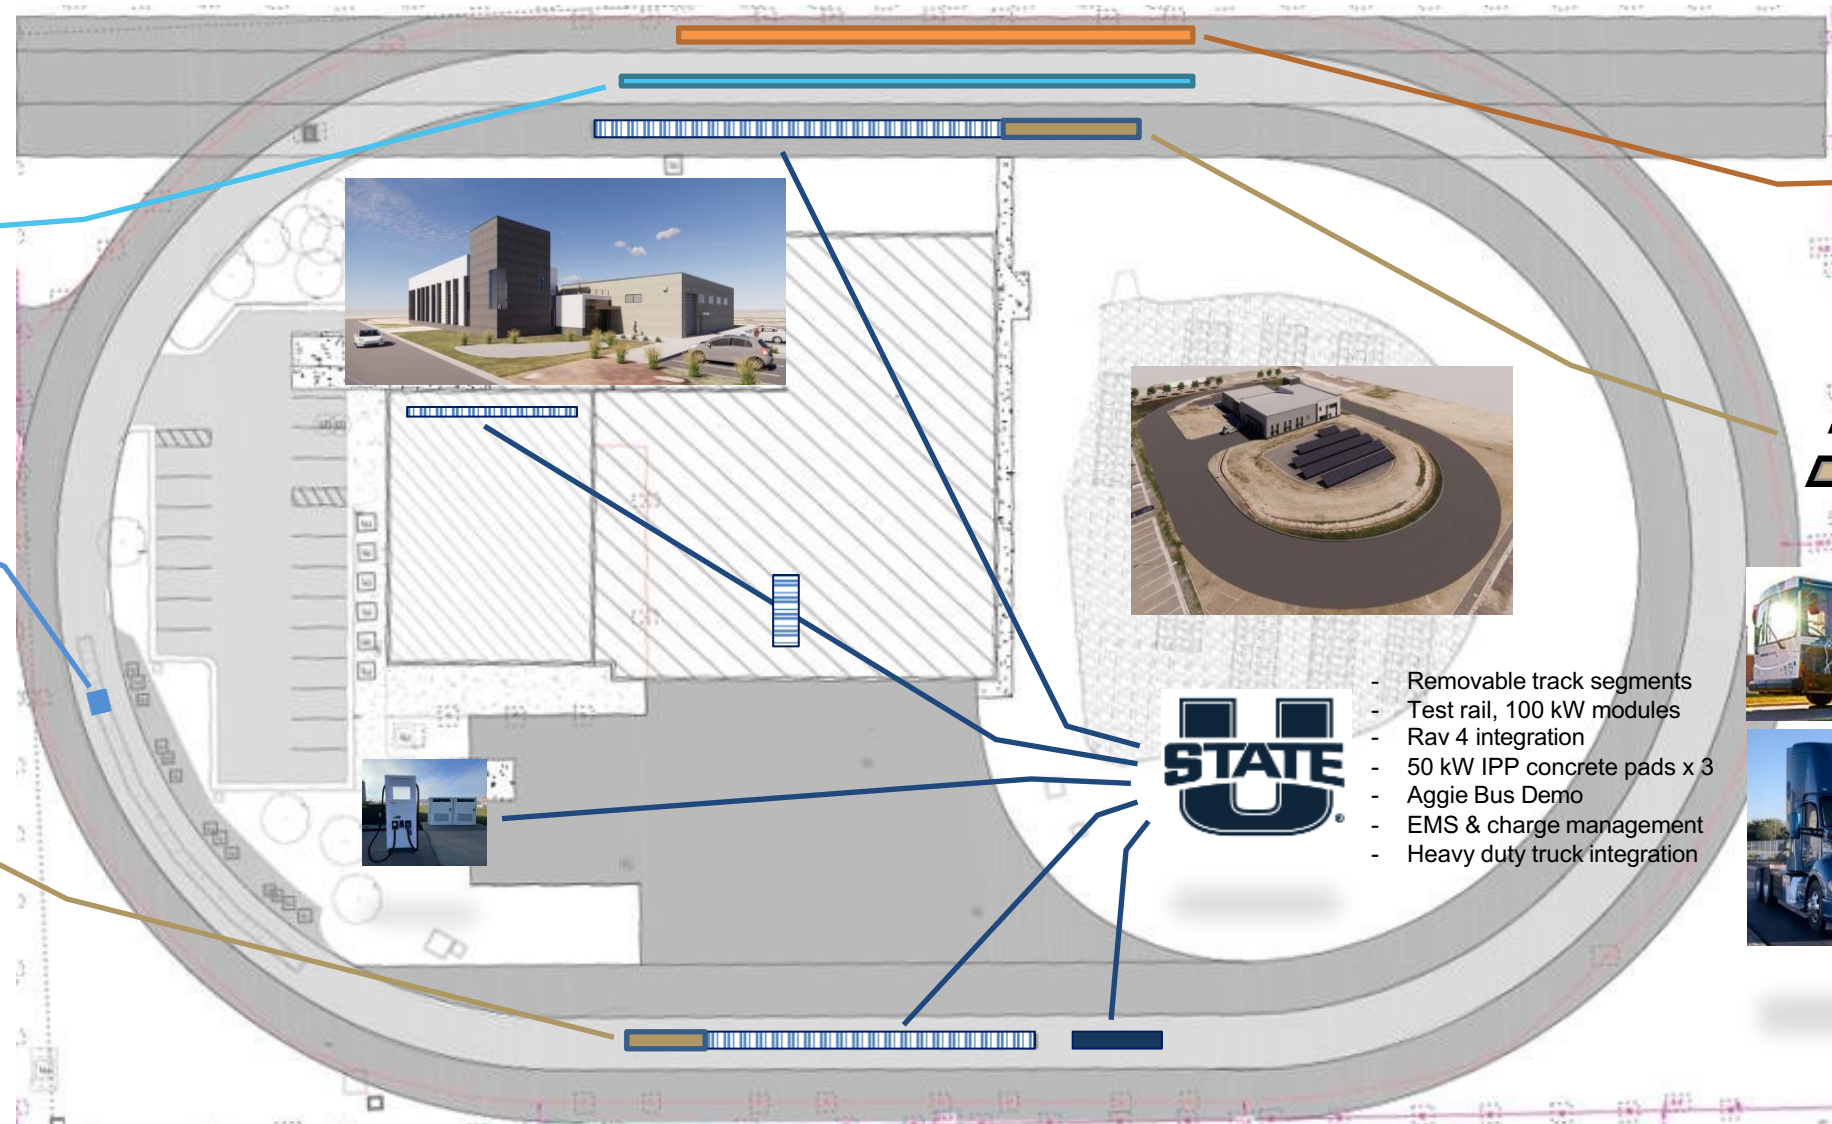 - Removable track segments
- Test rail, 100 kW modules
- Rav 4 integration
- 50 kW IPP concrete pads x 3
- Aggie Bus Demo
- EMS & charge management
- Heavy duty truck integration
U
STATE
®